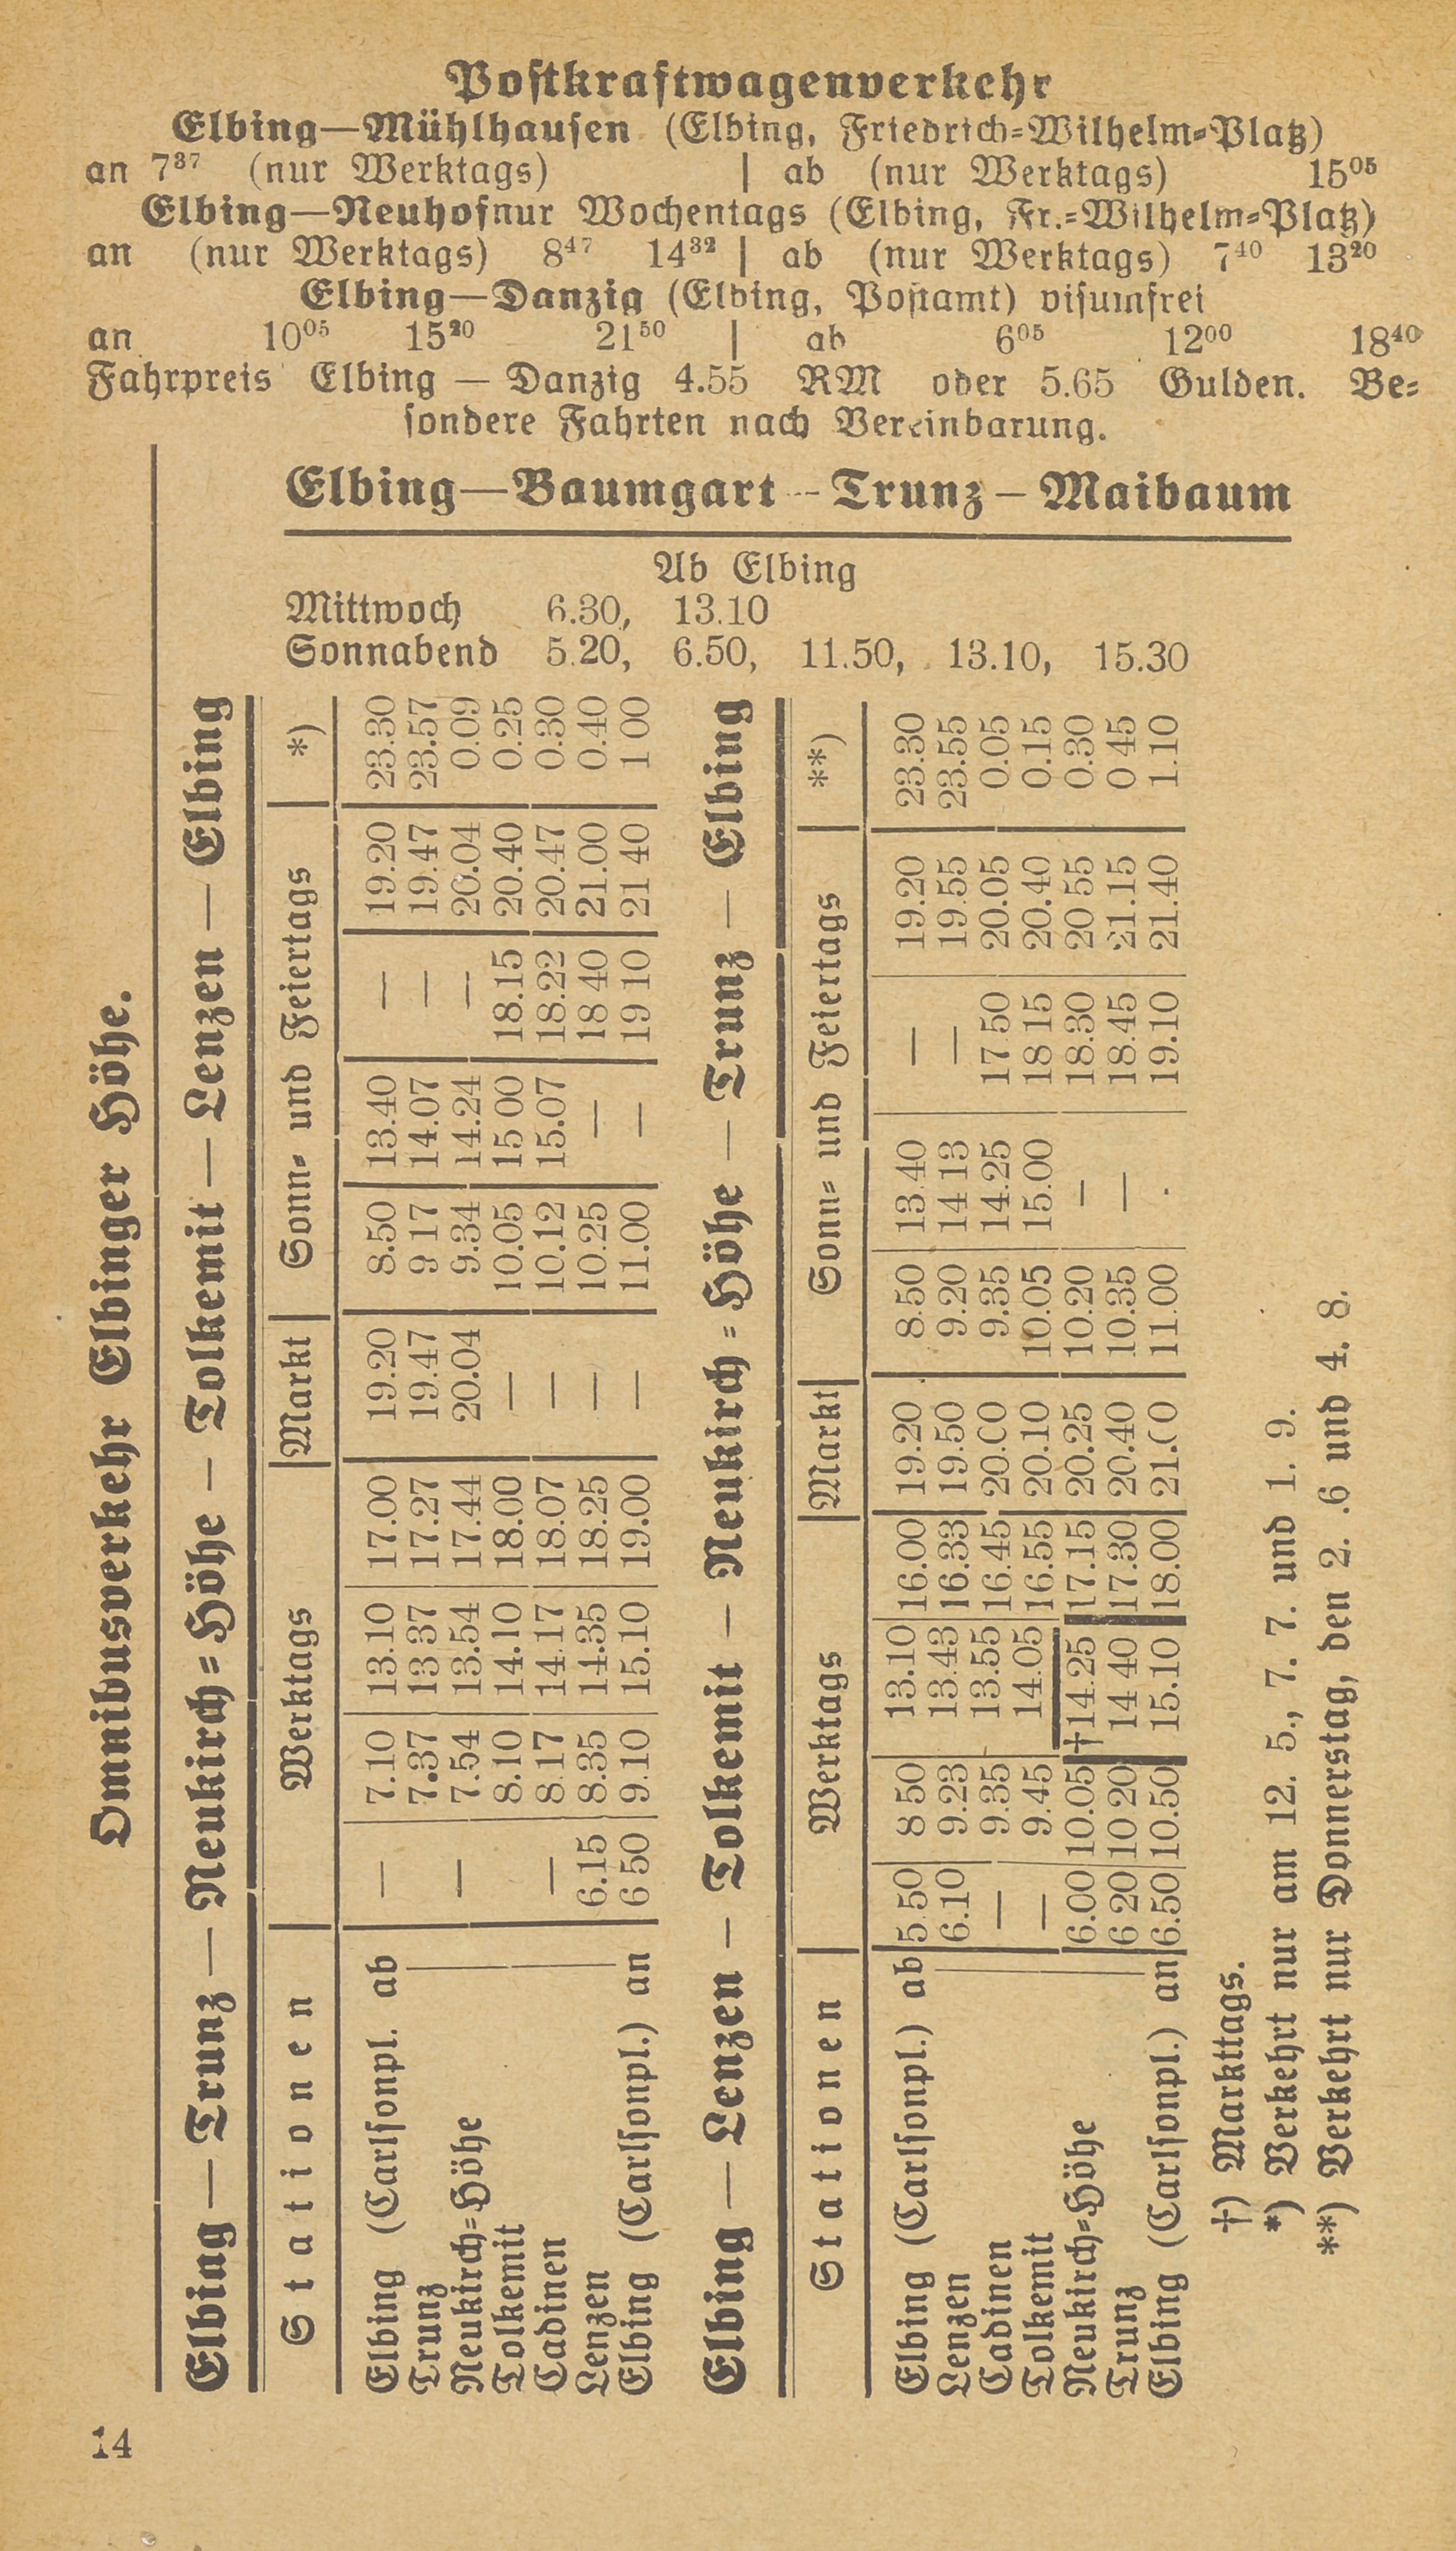 Postkraftwagenverkehr
Elbing—Mühlhausen (Elbing, Friedrich=Wilhelm=Platz)
an 7³⁷ (nur Werktags) | ab (nur Werktags) 15⁰⁵
Elbing—Neuhofnur Wochentags (Elbing, Fr.=Wilhelm=Platz)
an (nur Werktags) 8⁴⁷ 14³² | ab (nur Werktags) 7⁴⁰ 13²⁰
Elbing—Danzig (Elbing, Postamt) visumfrei
an 10⁰⁵ 15²⁰ 21⁵⁰ | ab 6⁰⁵ 12⁰⁰ 18⁴⁰
Fahrpreis Elbing — Danzig 4.55 RM oder 5.65 Gulden. Be=
sondere Fahrten nach Vereinbarung.
Elbing—Baumgart—Trunz—Maibaum
Ab Elbing
Mittwoch 6.30, 13.10
Sonnabend 5.20, 6.50, 11.50, 13.10, 15.30
Omnibusverkehr Elbinger Höhe.
Elbing — Trunz — Neukirch=Höhe — Tolkemit — Lenzen — Elbing
Stationen | Werktags | Markt | Sonn= und Feiertags | *)
Elbing (Carlsonpl. ab — 7.10 13.10 17.00 19.20 8.50 13.40 — 19.20 23.30
Trunz 7.37 13 37 17.27 19.47 9 17 14.07 — 19.47 23.57
Neukirch=Höhe — 7.54 13.54 17.44 20.04 9.34 14.24 — 20.04 0.09
Tolkemit 8.10 14.10 18.00 — 10.05 15 00 18.15 20.40 0.25
Cadinen — 8.17 14.17 18.07 — 10.12 15.07 18.22 20.47 0.30
Lenzen 6.15 8.35 14.35 18.25 — 10.25 — 18 40 21.00 0.40
Elbing (Carlsonpl.) an 6 50 9.10 15.10 19.00 — 11.00 — 19 10 21 40 1 00
Elbing — Lenzen — Tolkemit — Neukirch=Höhe — Trunz — Elbing
Stationen | Werktags | Markt | Sonn= und Feiertags | **)
Elbing (Carlsonpl.) ab 5.50 8 50 13.10 16.00 19.20 8.50 13.40 — 19.20 23.30
Lenzen 6.10 9.23 13.43 16.33 19.50 9.20 14 13 — 19.55 23.55
Cadinen — 9.35 13.55 16.45 20.00 9.35 14.25 17 50 20.05 0.05
Tolkemit — 9.45 14.05 16.55 20.10 10.05 15.00 18 15 20.40 0.15
Neukirch=Höhe 6.00 10.05 †14.25 17.15 20.25 10.20 — 18.30 20 55 0.30
Trunz 6 20 10 20 14 40 17.30 20.40 10.35 — 18.45 21.15 0 45
Elbing (Carlsonpl.) an 6.50 10.50 15.10 18.00 21.00 11.00 . 19.10 21.40 1.10
†) Markttags.
*) Verkehrt nur am 12. 5., 7. 7. und 1. 9.
**) Verkehrt nur Donnerstag, den 2. .6 und 4. 8.
14